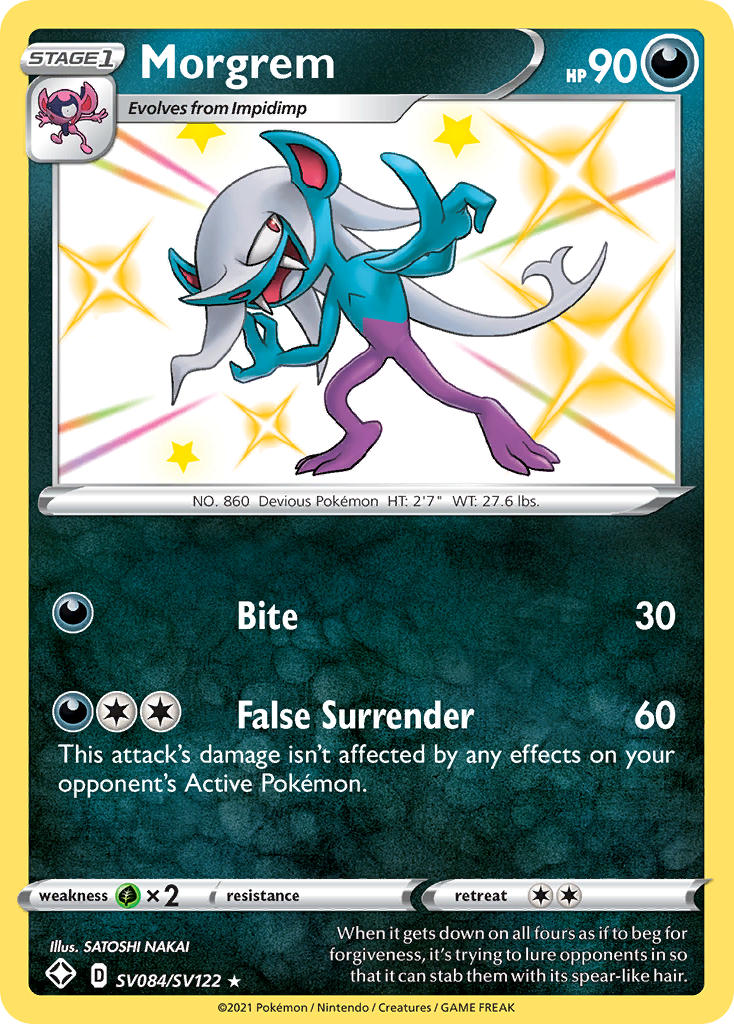 STAGE1
Morgrem
HP90
Evolves from Impidimp
NO. 860 Devious Pokémon HT: 2'7" WT: 27.6 lbs.
Bite 30
False Surrender 60
This attack's damage isn't affected by any effects on your
opponent's Active Pokémon.
weakness ×2 resistance retreat
Illus. SATOSHI NAKAI
D SV084/SV122 ★
When it gets down on all fours as if to beg for
forgiveness, it's trying to lure opponents in so
that it can stab them with its spear-like hair.
©2021 Pokémon / Nintendo / Creatures / GAME FREAK